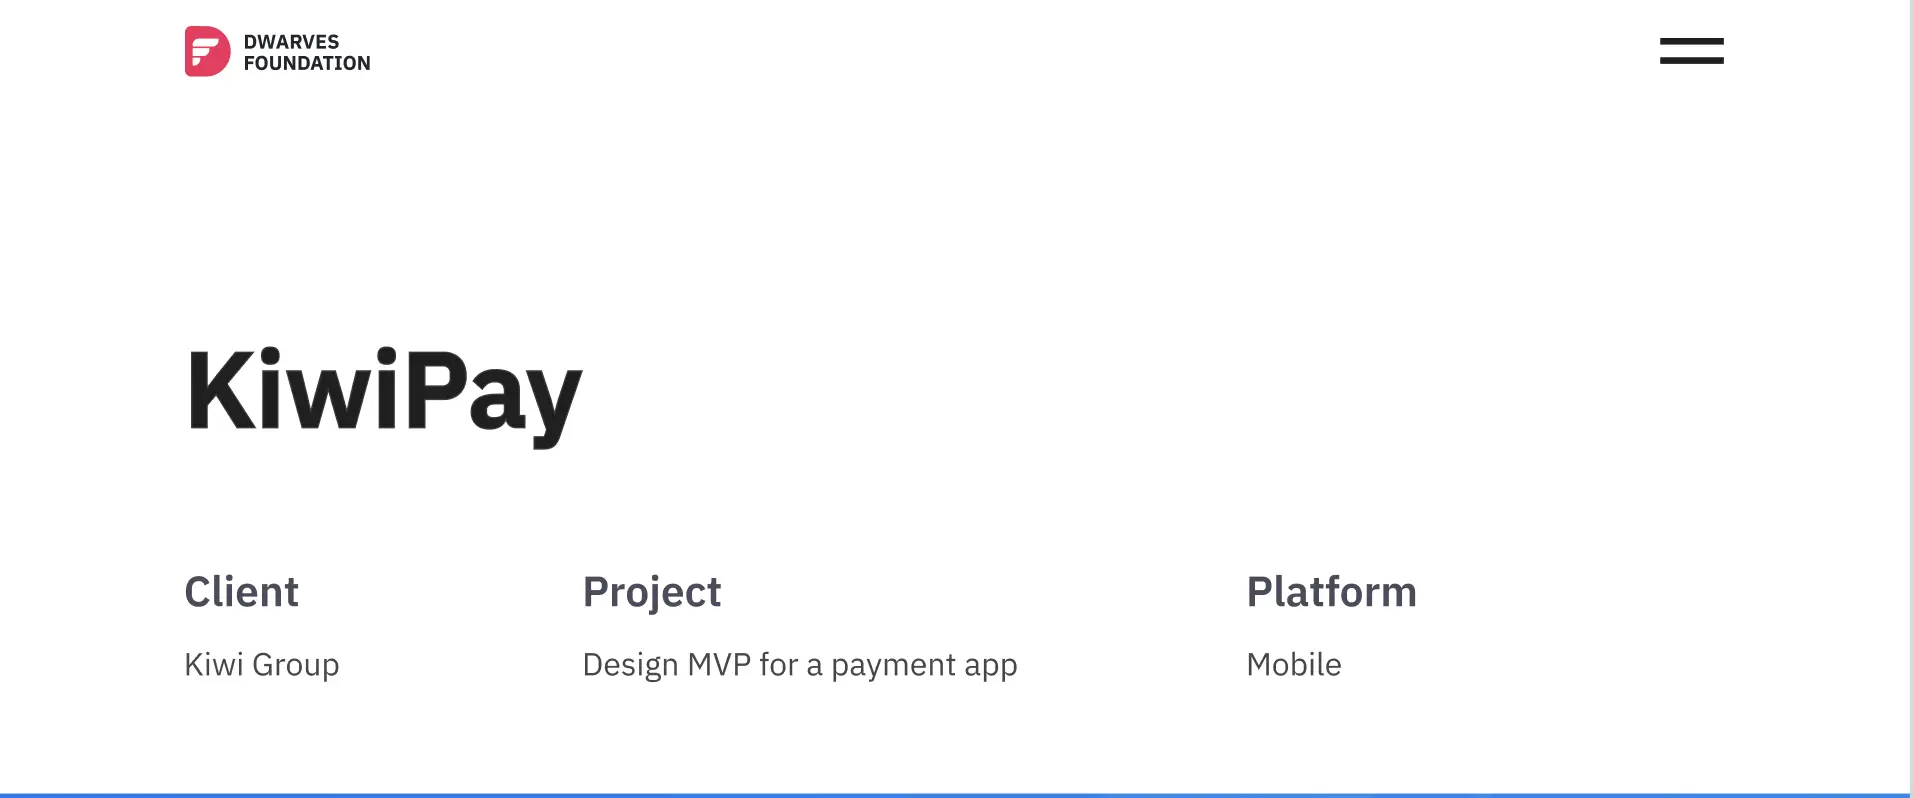 DWARVES
FOUNDATION
KiwiPay
Client
Kiwi Group
Project
Design MVP for a payment app
Platform
Mobile